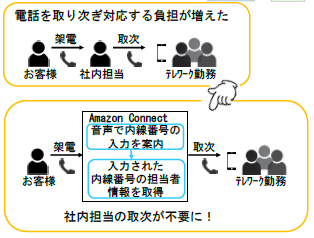 電話を取り次ぎ対応する負担が増えた
架電
取次
お客様
社内担当
ﾃﾚﾜｰｸ勤務
Amazon Connect
架電
音声で内線番号の
入力を案内
取次
入力された
内線番号の担当者
情報を取得
お客様
ﾃﾚﾜｰｸ勤務
社内担当の取次が不要に！